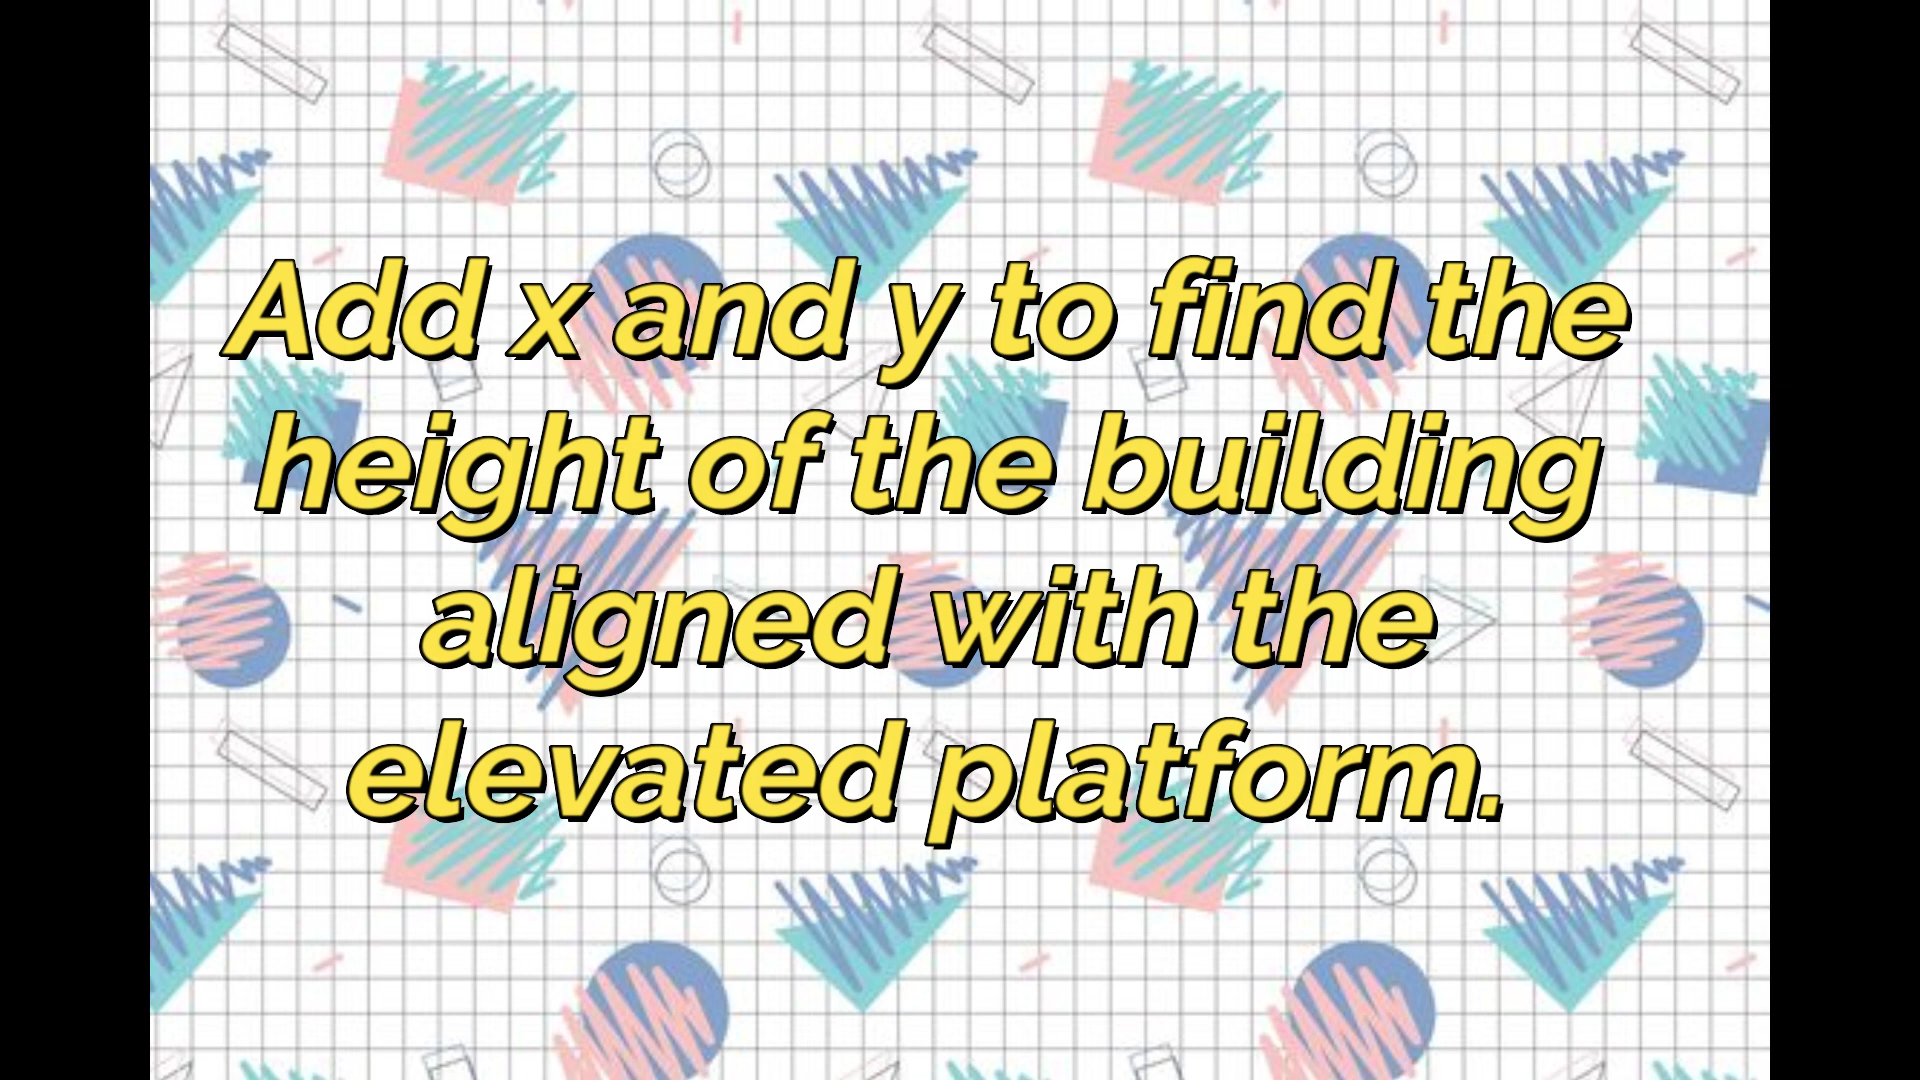 Add x and y to find the
height of the building
aligned with the
elevated platform.